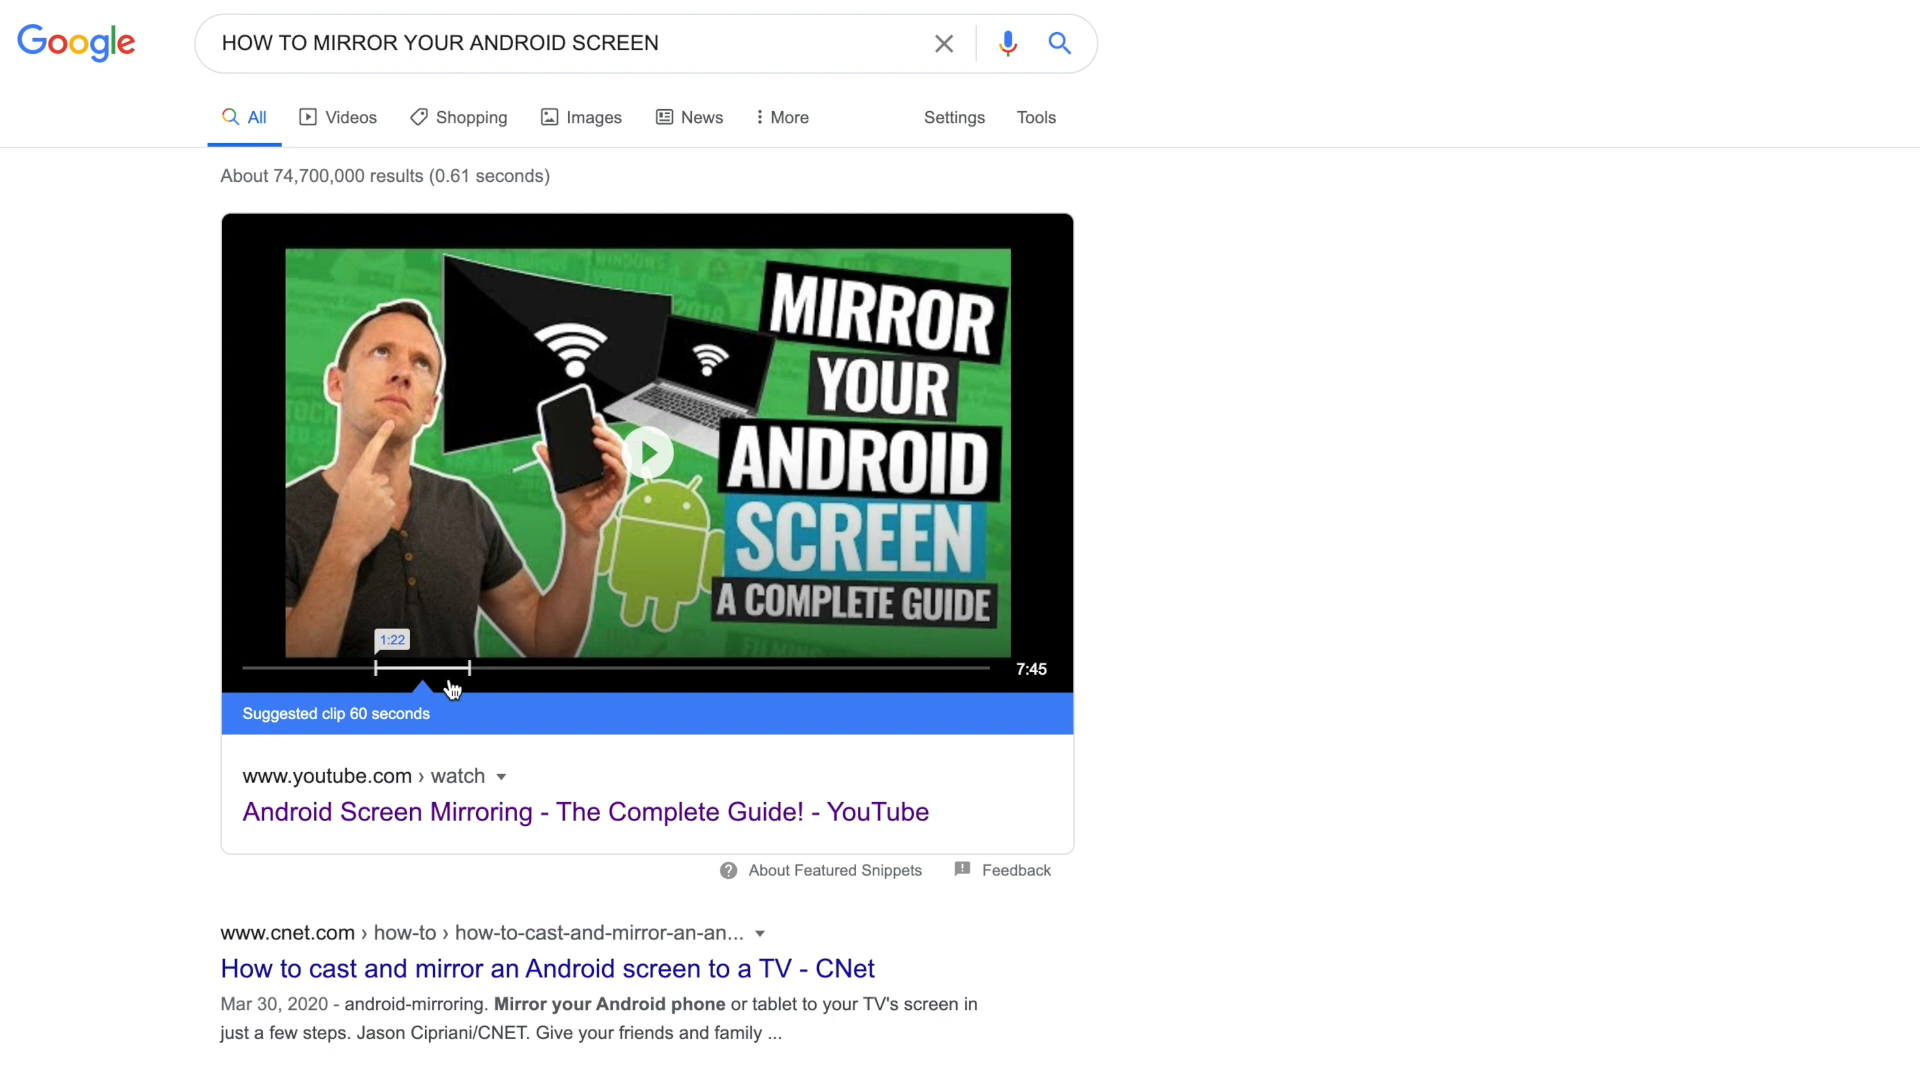 Google
HOW TO MIRROR YOUR ANDROID SCREEN
All
Videos
Shopping
Images
News
More
Settings
Tools
About 74,700,000 results (0.61 seconds)
MIRROR
YOUR
ANDROID
SCREEN
A COMPLETE GUIDE
1:22
7:45
Suggested clip 60 seconds
www.youtube.com › watch
Android Screen Mirroring - The Complete Guide! - YouTube
About Featured Snippets
Feedback
www.cnet.com › how-to › how-to-cast-and-mirror-an-an...
How to cast and mirror an Android screen to a TV - CNet
Mar 30, 2020 - android-mirroring. Mirror your Android phone or tablet to your TV's screen in
just a few steps. Jason Cipriani/CNET. Give your friends and family ...